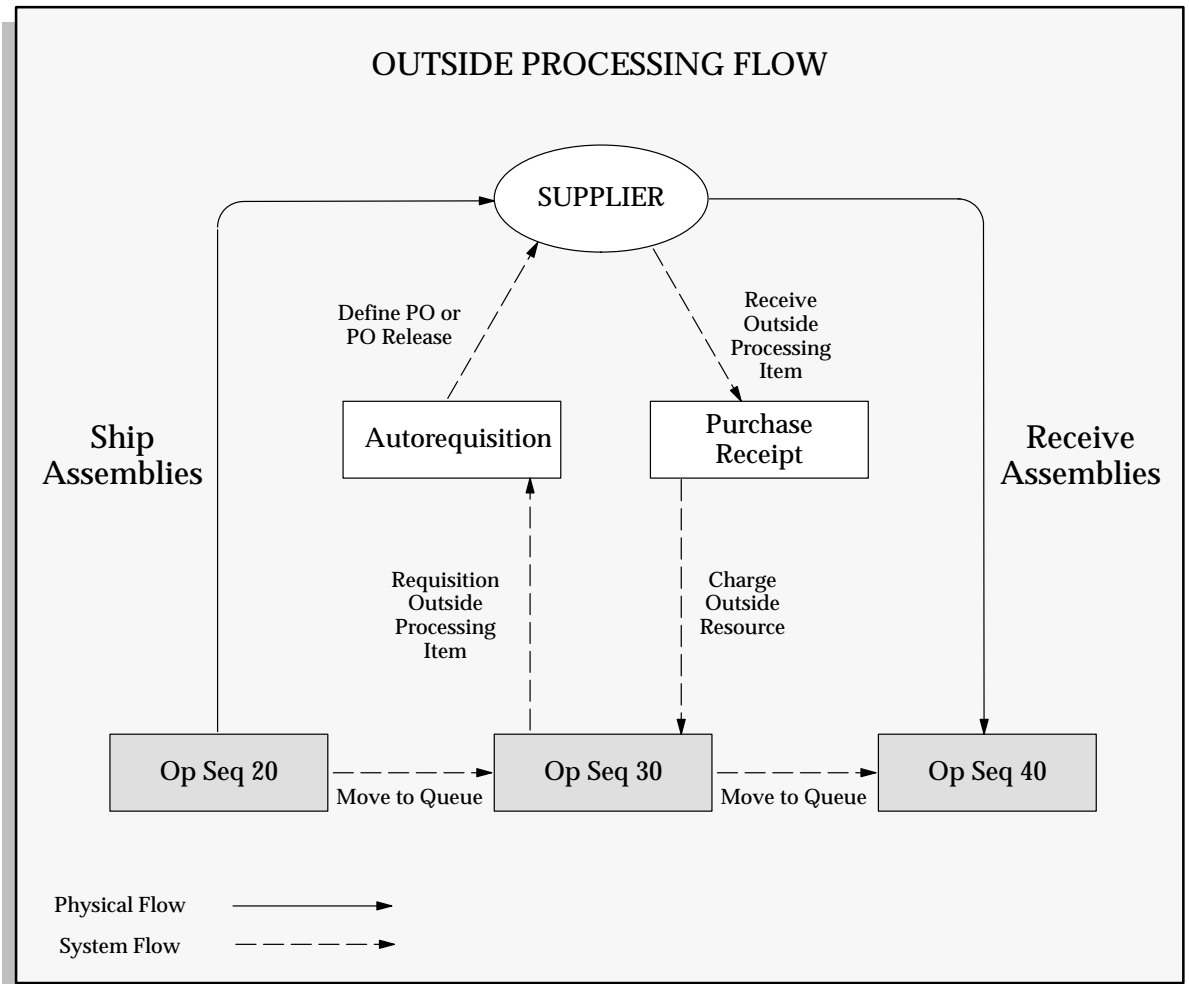 OUTSIDE PROCESSING FLOW
SUPPLIER
Define PO or
PO Release
Receive
Outside
Processing
Item
Ship
Assemblies
Autorequisition
Purchase
Receipt
Receive
Assemblies
Requisition
Outside
Processing
Item
Charge
Outside
Resource
Op Seq 20
Move to Queue
Op Seq 30
Move to Queue
Op Seq 40
Physical Flow
System Flow